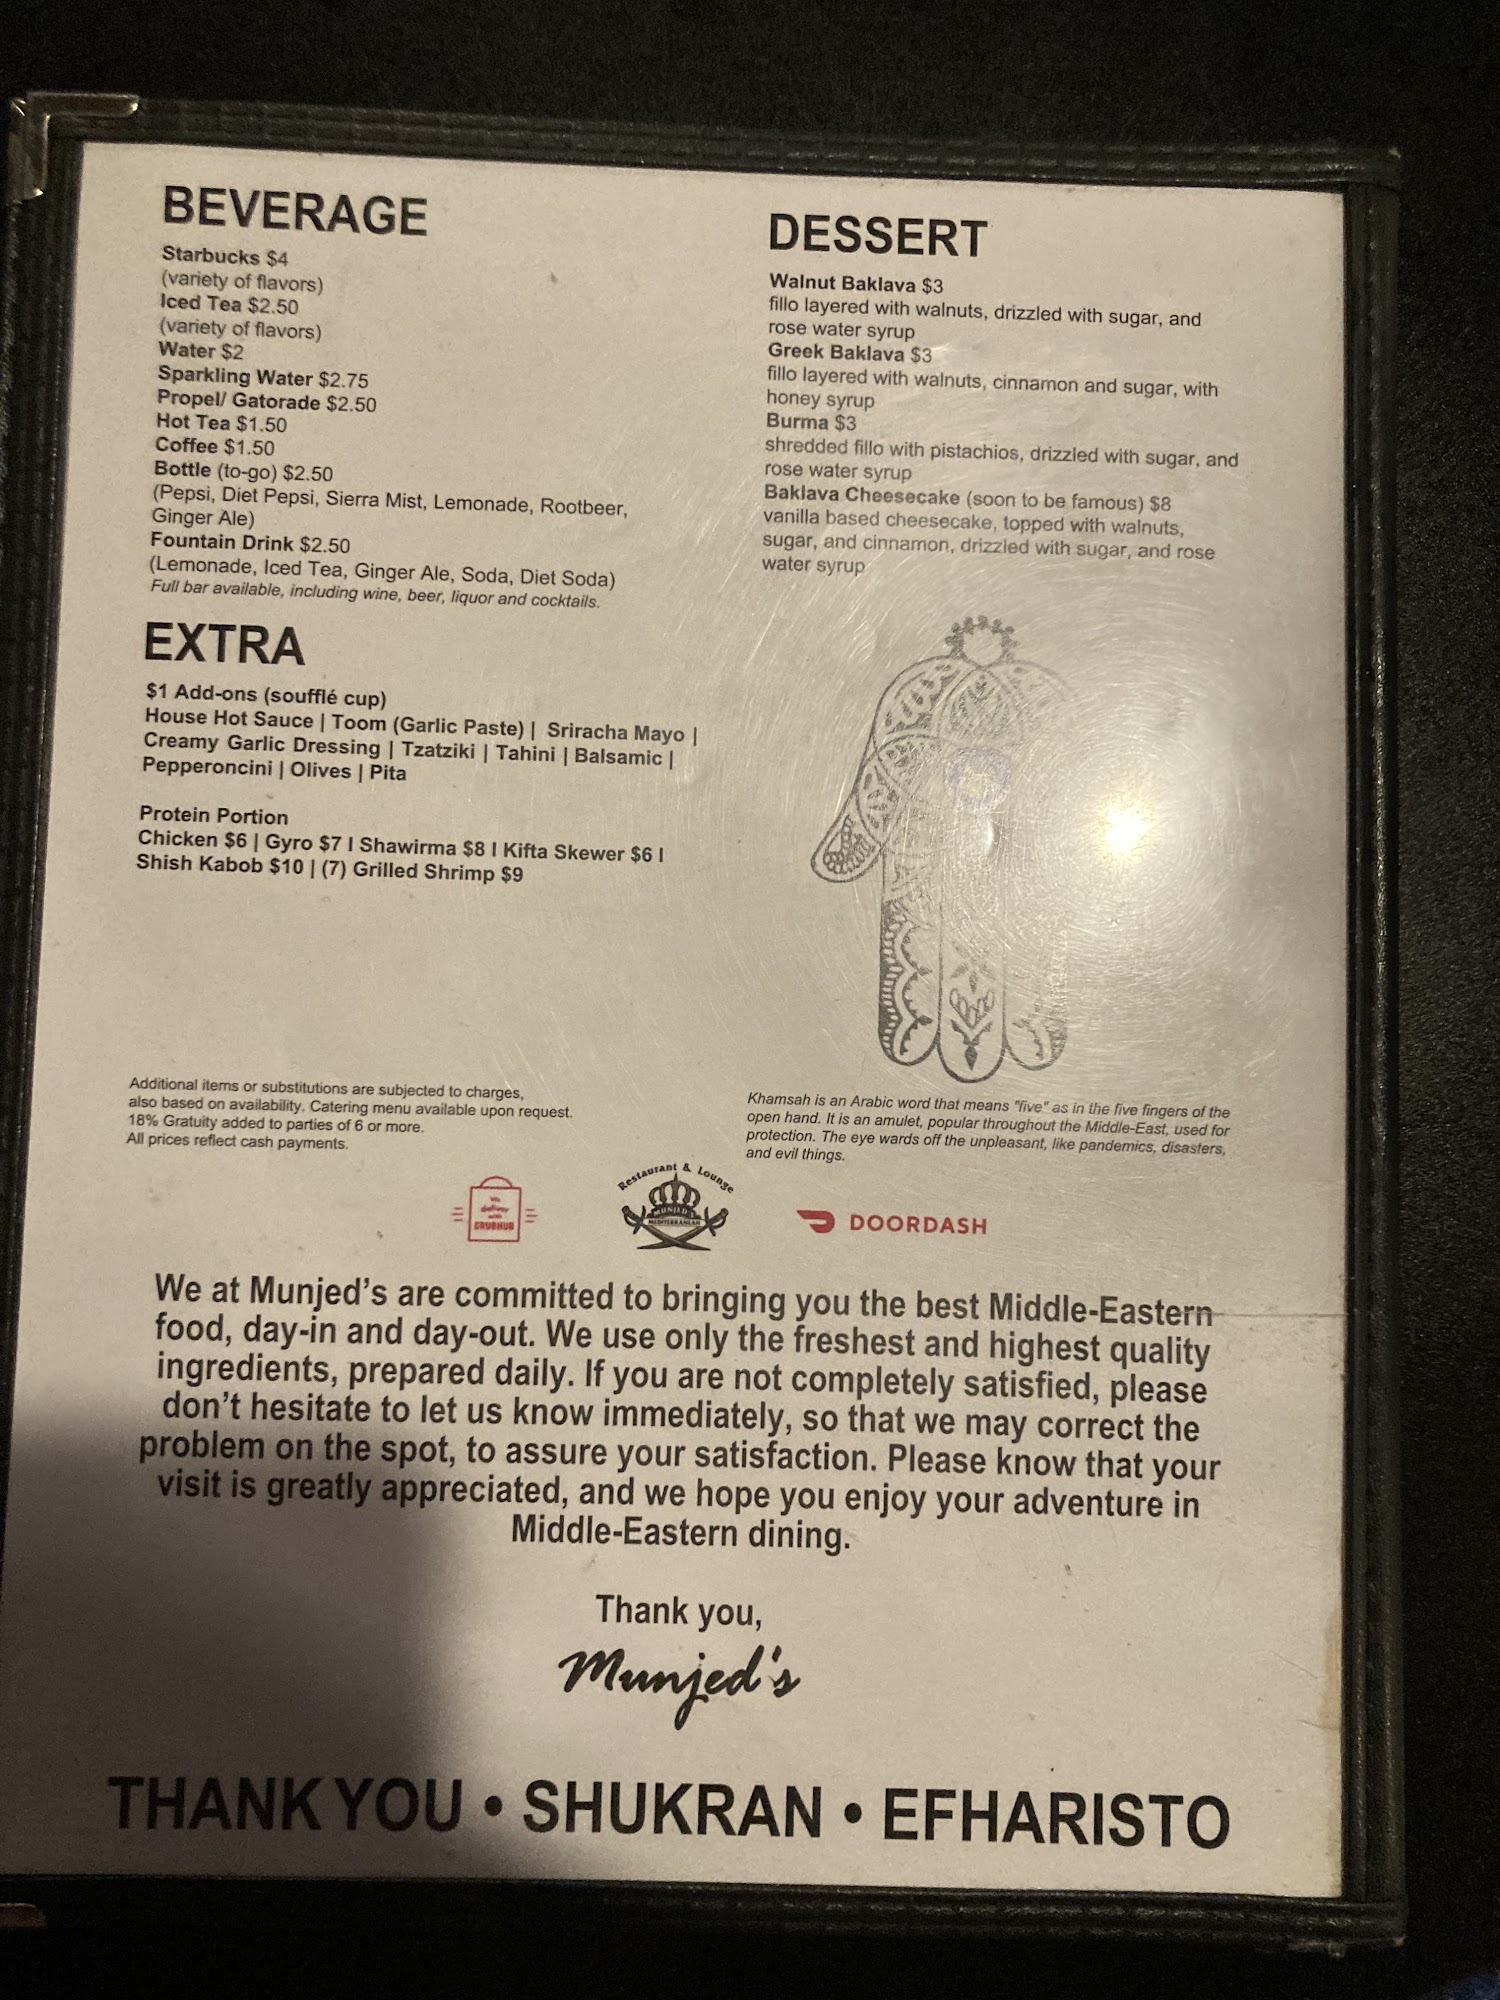 BEVERAGE
Starbucks $4
(variety of flavors)
Iced Tea $2.50
(variety of flavors)
Water $2
Sparkling Water $2.75
Propel/ Gatorade $2.50
Hot Tea $1.50
Coffee $1.50
Bottle (to-go) $2.50
(Pepsi, Diet Pepsi, Sierra Mist, Lemonade, Rootbeer,
Ginger Ale)
Fountain Drink $2.50
(Lemonade, Iced Tea, Ginger Ale, Soda, Diet Soda)
Full bar available, including wine, beer, liquor and cocktails.
EXTRA
$1 Add-ons (soufflé cup)
House Hot Sauce | Toom (Garlic Paste) | Sriracha Mayo |
Creamy Garlic Dressing | Tzatziki | Tahini | Balsamic |
Pepperoncini | Olives | Pita
Protein Portion
Chicken $6 | Gyro $7 I Shawirma $8 I Kifta Skewer $6 I
Shish Kabob $10 | (7) Grilled Shrimp $9
Additional items or substitutions are subjected to charges,
also based on availability. Catering menu available upon request.
18% Gratuity added to parties of 6 or more.
All prices reflect cash payments.
DESSERT
Walnut Baklava $3
fillo layered with walnuts, drizzled with sugar, and
rose water syrup
Greek Baklava $3
fillo layered with walnuts, cinnamon and sugar, with
honey syrup
Burma $3
shredded fillo with pistachios, drizzled with sugar, and
rose water syrup
Baklava Cheesecake (soon to be famous) $8
vanilla based cheesecake, topped with walnuts,
sugar, and cinnamon, drizzled with sugar, and rose
water syrup
Khamsah is an Arabic word that means "five" as in the five fingers of the
open hand. It is an amulet, popular throughout the Middle-East, used for
protection. The eye wards off the unpleasant, like pandemics, disasters,
and evil things.
We
deliver
with
GRUBHUB
Restaurant & Lounge
MUNJED'S
MEDITERRANEAN
DOORDASH
We at Munjed's are committed to bringing you the best Middle-Eastern
food, day-in and day-out. We use only the freshest and highest quality
ingredients, prepared daily. If you are not completely satisfied, please
don't hesitate to let us know immediately, so that we may correct the
problem on the spot, to assure your satisfaction. Please know that your
visit is greatly appreciated, and we hope you enjoy your adventure in
Middle-Eastern dining.
Thank you,
Munjed's
THANK YOU • SHUKRAN • EFHARISTO